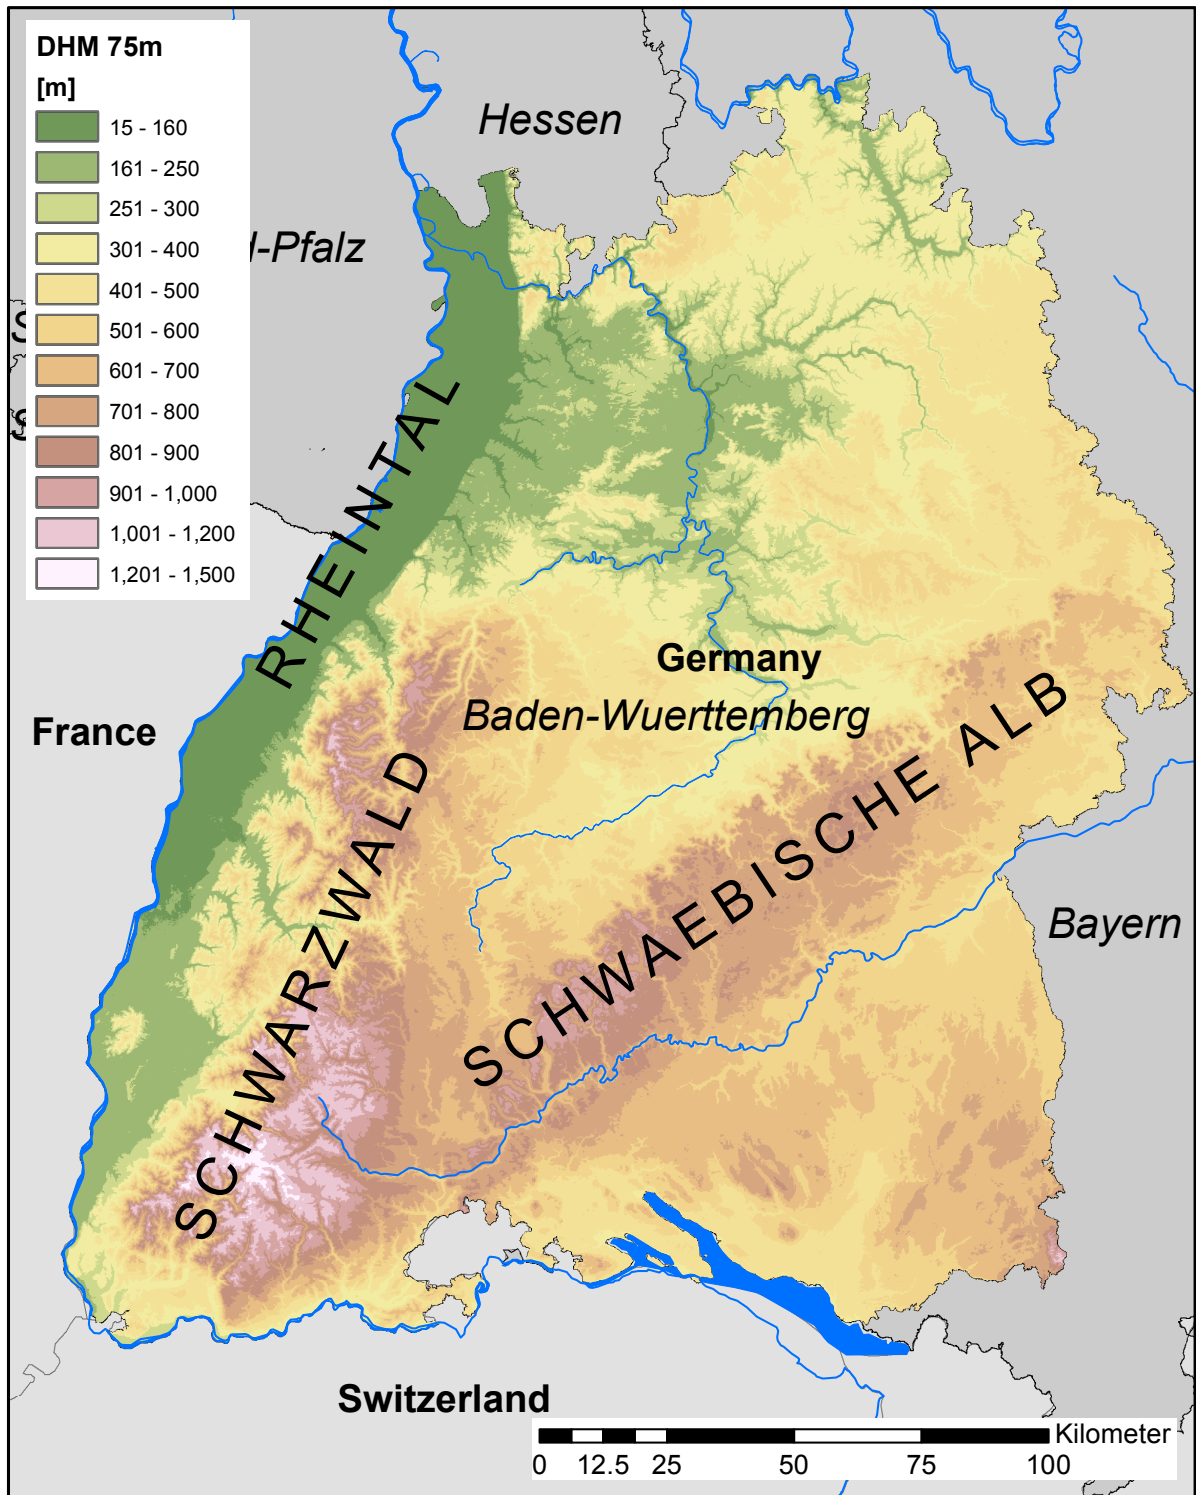 DHM 75m
[m]
15 - 160
161 - 250
251 - 300
301 - 400
401 - 500
501 - 600
601 - 700
701 - 800
801 - 900
901 - 1,000
1,001 - 1,200
1,201 - 1,500
Hessen
-Pfalz
RHEINTAL
Germany
Baden-Wuerttemberg
France
SCHWARZWALD
SCHWAEBISCHE ALB
Bayern
Switzerland
Kilometer
0 12.5 25 50 75 100